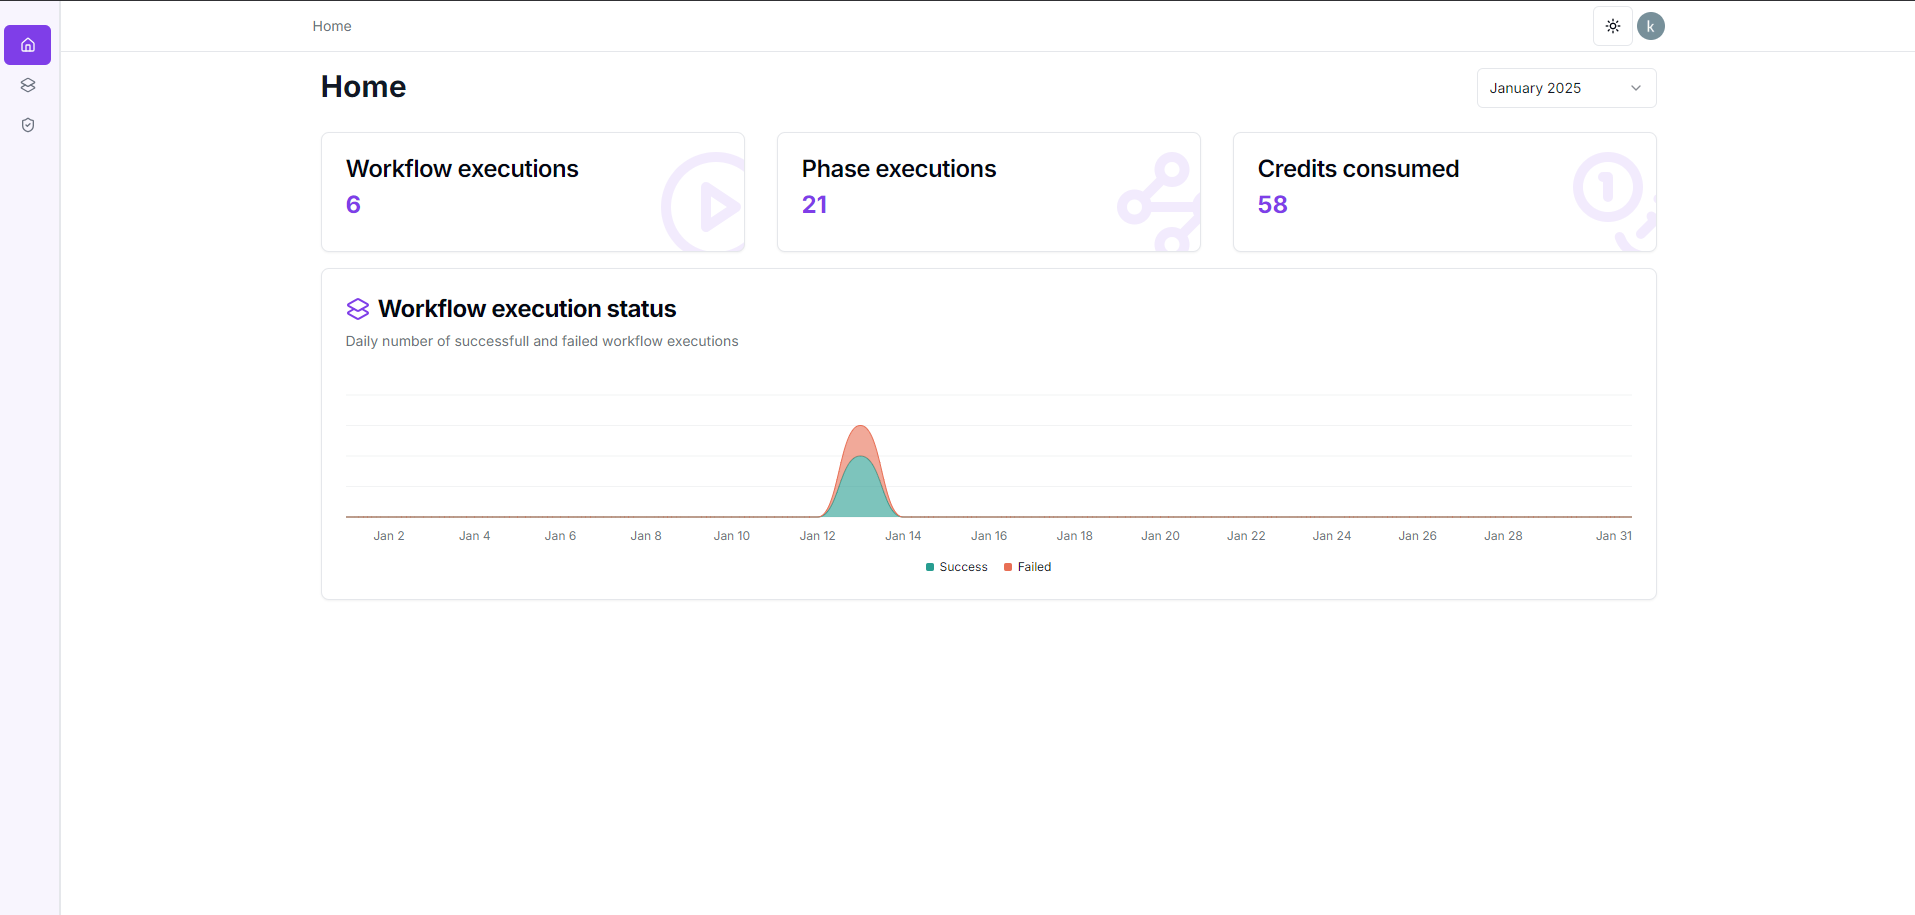 Home
k
Home
January 2025
Workflow executions
6
Phase executions
21
Credits consumed
58
Workflow execution status
Daily number of successfull and failed workflow executions
Jan 2 Jan 4 Jan 6 Jan 8 Jan 10 Jan 12 Jan 14 Jan 16 Jan 18 Jan 20 Jan 22 Jan 24 Jan 26 Jan 28 Jan 31
Success Failed